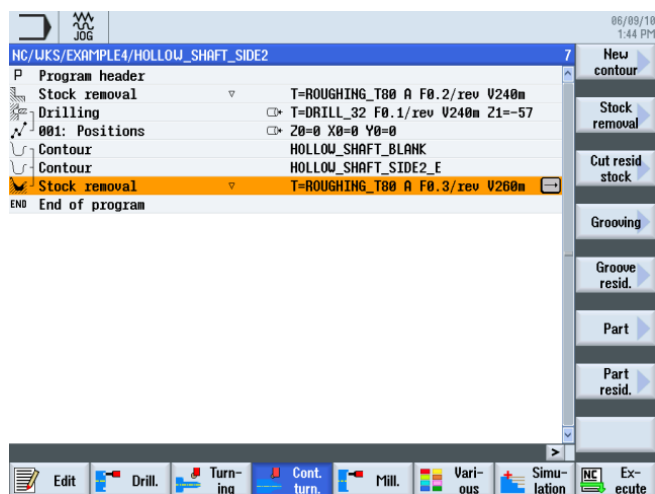 JOG
06/09/10
1:44 PM
NC/WKS/EXAMPLE4/HOLLOW_SHAFT_SIDE2 7
P Program header
Stock removal ▽ T=ROUGHING_T80 A F0.2/rev V240m
Drilling T=DRILL_32 F0.1/rev V240m Z1=-57
001: Positions Z0=0 X0=0 Y0=0
Contour HOLLOW_SHAFT_BLANK
Contour HOLLOW_SHAFT_SIDE2_E
Stock removal ▽ T=ROUGHING_T80 A F0.3/rev V260m
END End of program
New
contour
Stock
removal
Cut resid
stock
Grooving
Groove
resid.
Part
Part
resid.
>
Edit
Drill.
Turn-
ing
Cont.
turn.
Mill.
Vari-
ous
Simu-
lation
NC
Ex-
ecute